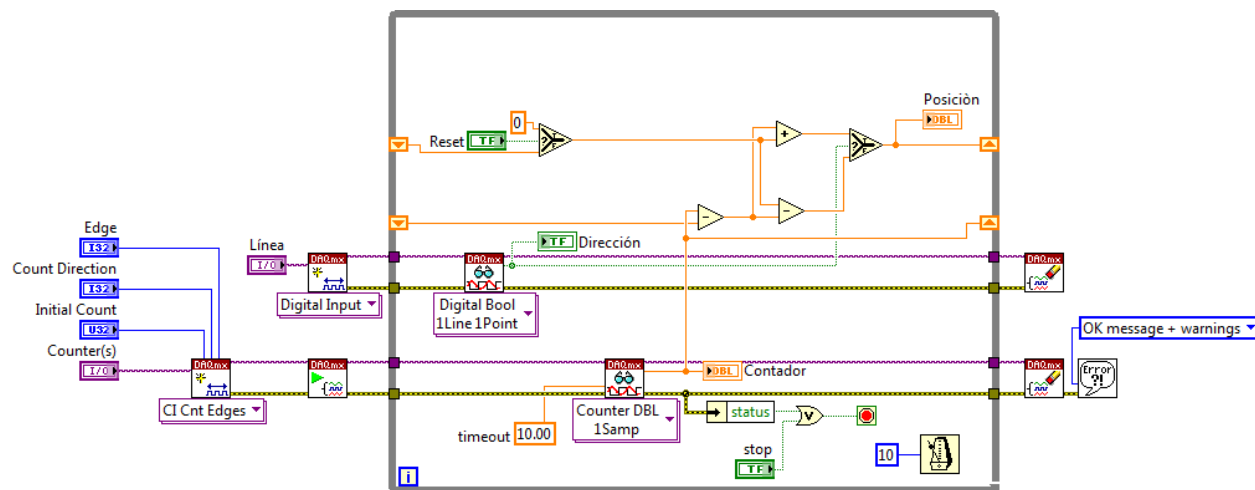 Posiciòn
DBL
0
Reset
TF
?
T
F
+
?
T
F
-
-
Edge
I32
Línea
I/O
DAQmx
TF
Dirección
DAQmx
DAQmx
Count Direction
I32
Digital Input
Digital Bool
1Line 1Point
Initial Count
U32
OK message + warnings
Counter(s)
I/O
DAQmx
DAQmx
DAQmx
DBL
Contador
DAQmx
Error
?!
CI Cnt Edges
Counter DBL
1Samp
status
V
timeout
10.00
stop
TF
10
i